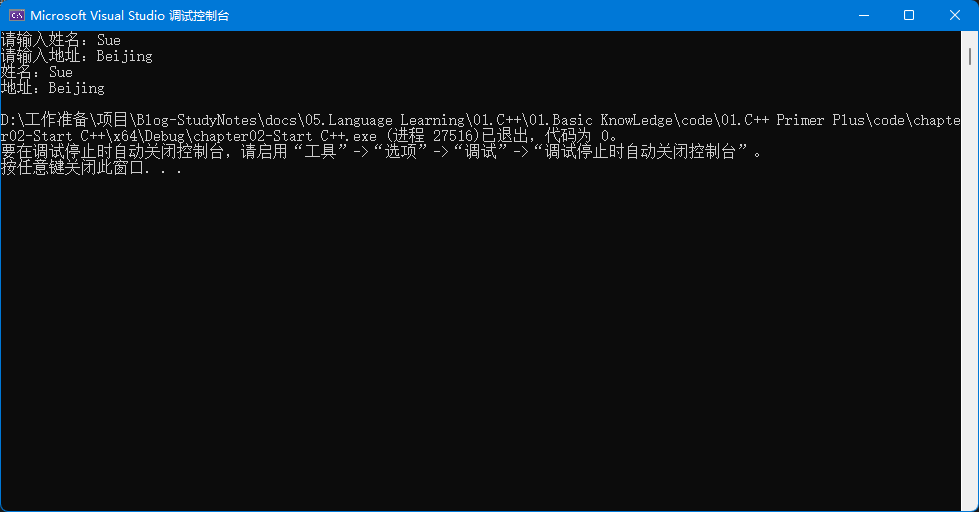 Microsoft Visual Studio 调试控制台
请输入姓名：Sue
请输入地址：Beijing
姓名：Sue
地址：Beijing
D:\工作准备\项目\Blog-StudyNotes\docs\05.Language Learning\01.C++\01.Basic KnowLedge\code\01.C++ Primer Plus\code\chapte
r02-Start C++\x64\Debug\chapter02-Start C++.exe (进程 27516)已退出，代码为 0。
要在调试停止时自动关闭控制台，请启用“工具”->“选项”->“调试”->“调试停止时自动关闭控制台”。
按任意键关闭此窗口. . .